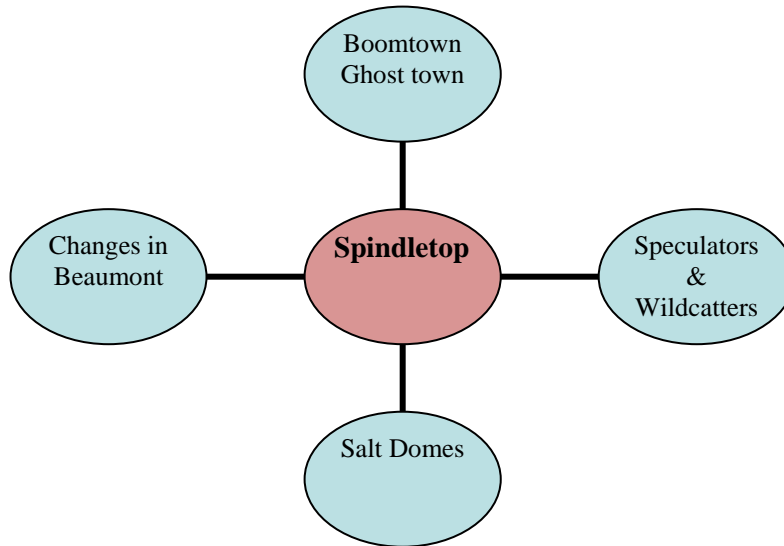 Boomtown
Ghost town
Changes in
Beaumont
Spindletop
Speculators
&
Wildcatters
Salt Domes